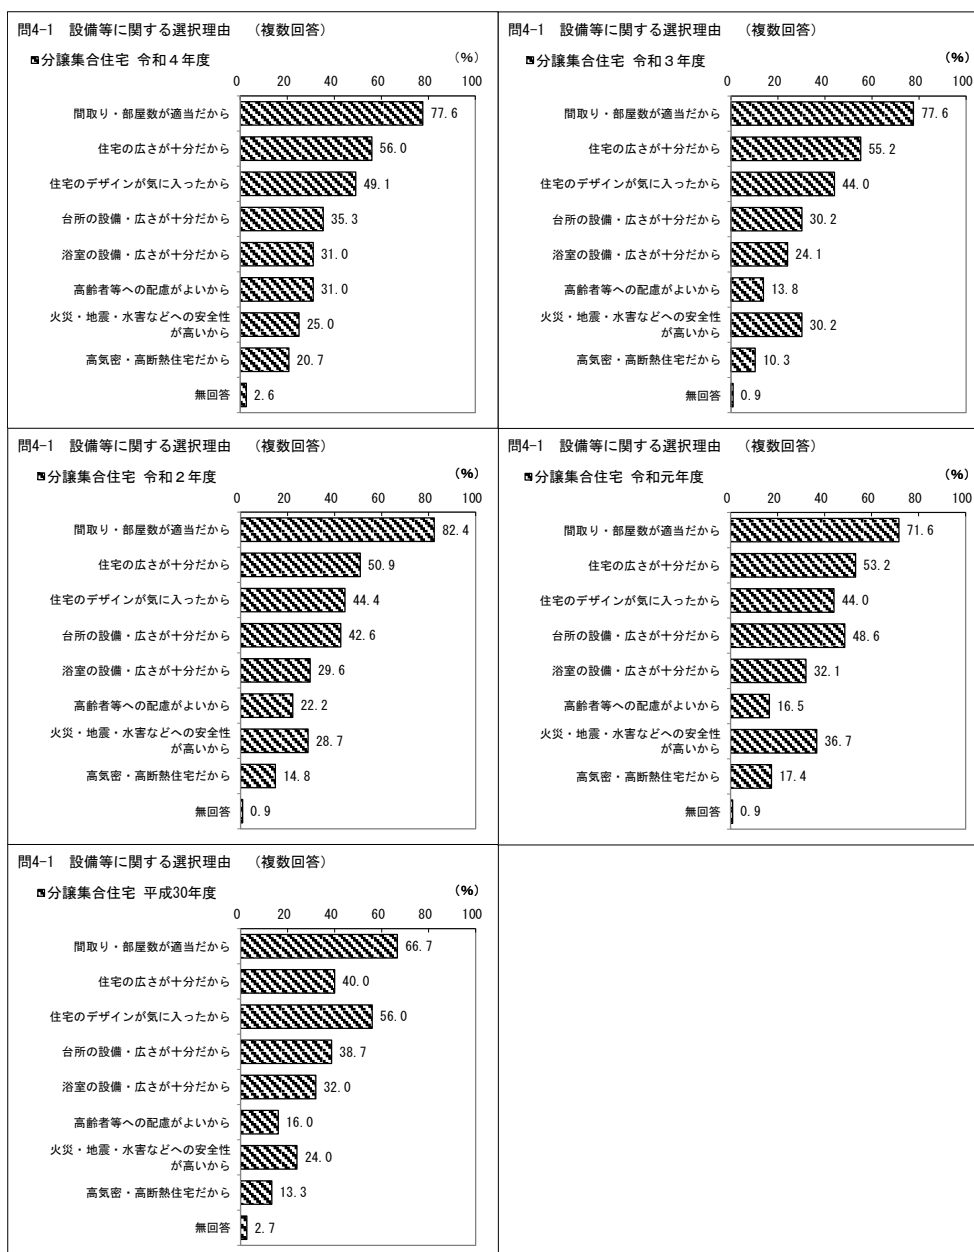 問4-1 設備等に関する選択理由 （複数回答）
分譲集合住宅 令和４年度
(%)
0 20 40 60 80 100
間取り・部屋数が適当だから 77.6
住宅の広さが十分だから 56.0
住宅のデザインが気に入ったから 49.1
台所の設備・広さが十分だから 35.3
浴室の設備・広さが十分だから 31.0
高齢者等への配慮がよいから 31.0
火災・地震・水害などへの安全性
が高いから 25.0
高気密・高断熱住宅だから 20.7
無回答 2.6
問4-1 設備等に関する選択理由 （複数回答）
分譲集合住宅 令和３年度
(%)
0 20 40 60 80 100
間取り・部屋数が適当だから 77.6
住宅の広さが十分だから 55.2
住宅のデザインが気に入ったから 44.0
台所の設備・広さが十分だから 30.2
浴室の設備・広さが十分だから 24.1
高齢者等への配慮がよいから 13.8
火災・地震・水害などへの安全性
が高いから 30.2
高気密・高断熱住宅だから 10.3
無回答 0.9
問4-1 設備等に関する選択理由 （複数回答）
分譲集合住宅 令和２年度
(%)
0 20 40 60 80 100
間取り・部屋数が適当だから 82.4
住宅の広さが十分だから 50.9
住宅のデザインが気に入ったから 44.4
台所の設備・広さが十分だから 42.6
浴室の設備・広さが十分だから 29.6
高齢者等への配慮がよいから 22.2
火災・地震・水害などへの安全性
が高いから 28.7
高気密・高断熱住宅だから 14.8
無回答 0.9
問4-1 設備等に関する選択理由 （複数回答）
分譲集合住宅 令和元年度
(%)
0 20 40 60 80 100
間取り・部屋数が適当だから 71.6
住宅の広さが十分だから 53.2
住宅のデザインが気に入ったから 44.0
台所の設備・広さが十分だから 48.6
浴室の設備・広さが十分だから 32.1
高齢者等への配慮がよいから 16.5
火災・地震・水害などへの安全性
が高いから 36.7
高気密・高断熱住宅だから 17.4
無回答 0.9
問4-1 設備等に関する選択理由 （複数回答）
分譲集合住宅 平成30年度
(%)
0 20 40 60 80 100
間取り・部屋数が適当だから 66.7
住宅の広さが十分だから 40.0
住宅のデザインが気に入ったから 56.0
台所の設備・広さが十分だから 38.7
浴室の設備・広さが十分だから 32.0
高齢者等への配慮がよいから 16.0
火災・地震・水害などへの安全性
が高いから 24.0
高気密・高断熱住宅だから 13.3
無回答 2.7